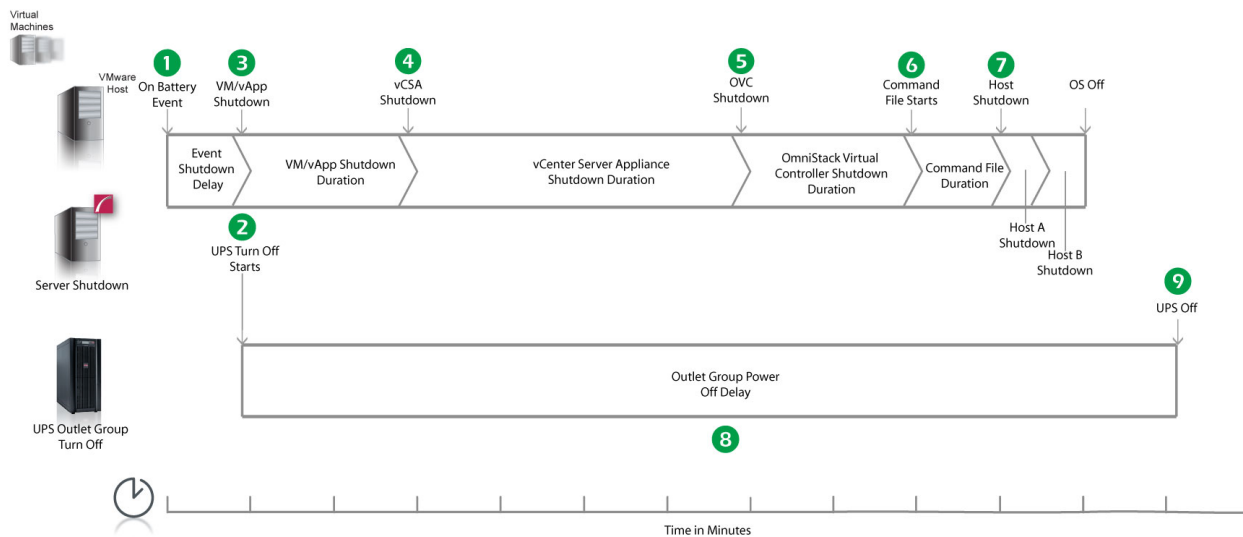 Virtual
Machines
VMware
Host
1
On Battery
Event
3
VM/vApp
Shutdown
4
vCSA
Shutdown
5
OVC
Shutdown
6
Command
File Starts
7
Host
Shutdown
OS Off
Event
Shutdown
Delay
VM/vApp Shutdown
Duration
vCenter Server Appliance
Shutdown Duration
OmniStack Virtual
Controller Shutdown
Duration
Command File
Duration
Host A
Shutdown
Host B
Shutdown
Server Shutdown
2
UPS Turn Off
Starts
9
UPS Off
Outlet Group Power
Off Delay
8
UPS Outlet Group
Turn Off
Time in Minutes